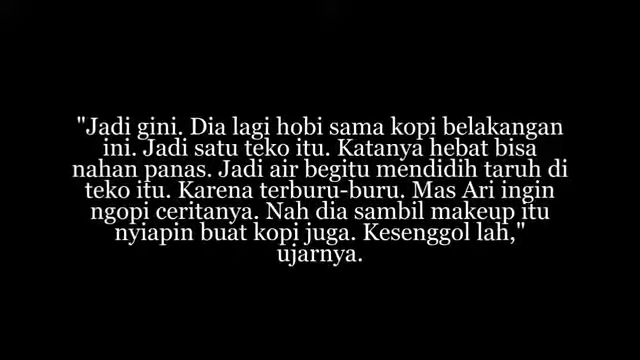 "Jadi gini. Dia lagi hobi sama kopi belakangan
ini. Jadi satu teko itu. Katanya hebat bisa
nahan panas. Jadi air begitu mendidih taruh di
teko itu. Karena terburu-buru. Mas Ari ingin
ngopi ceritanya. Nah dia sambil makeup itu
nyiapin buat kopi juga. Kesenggol lah,"
ujarnya.